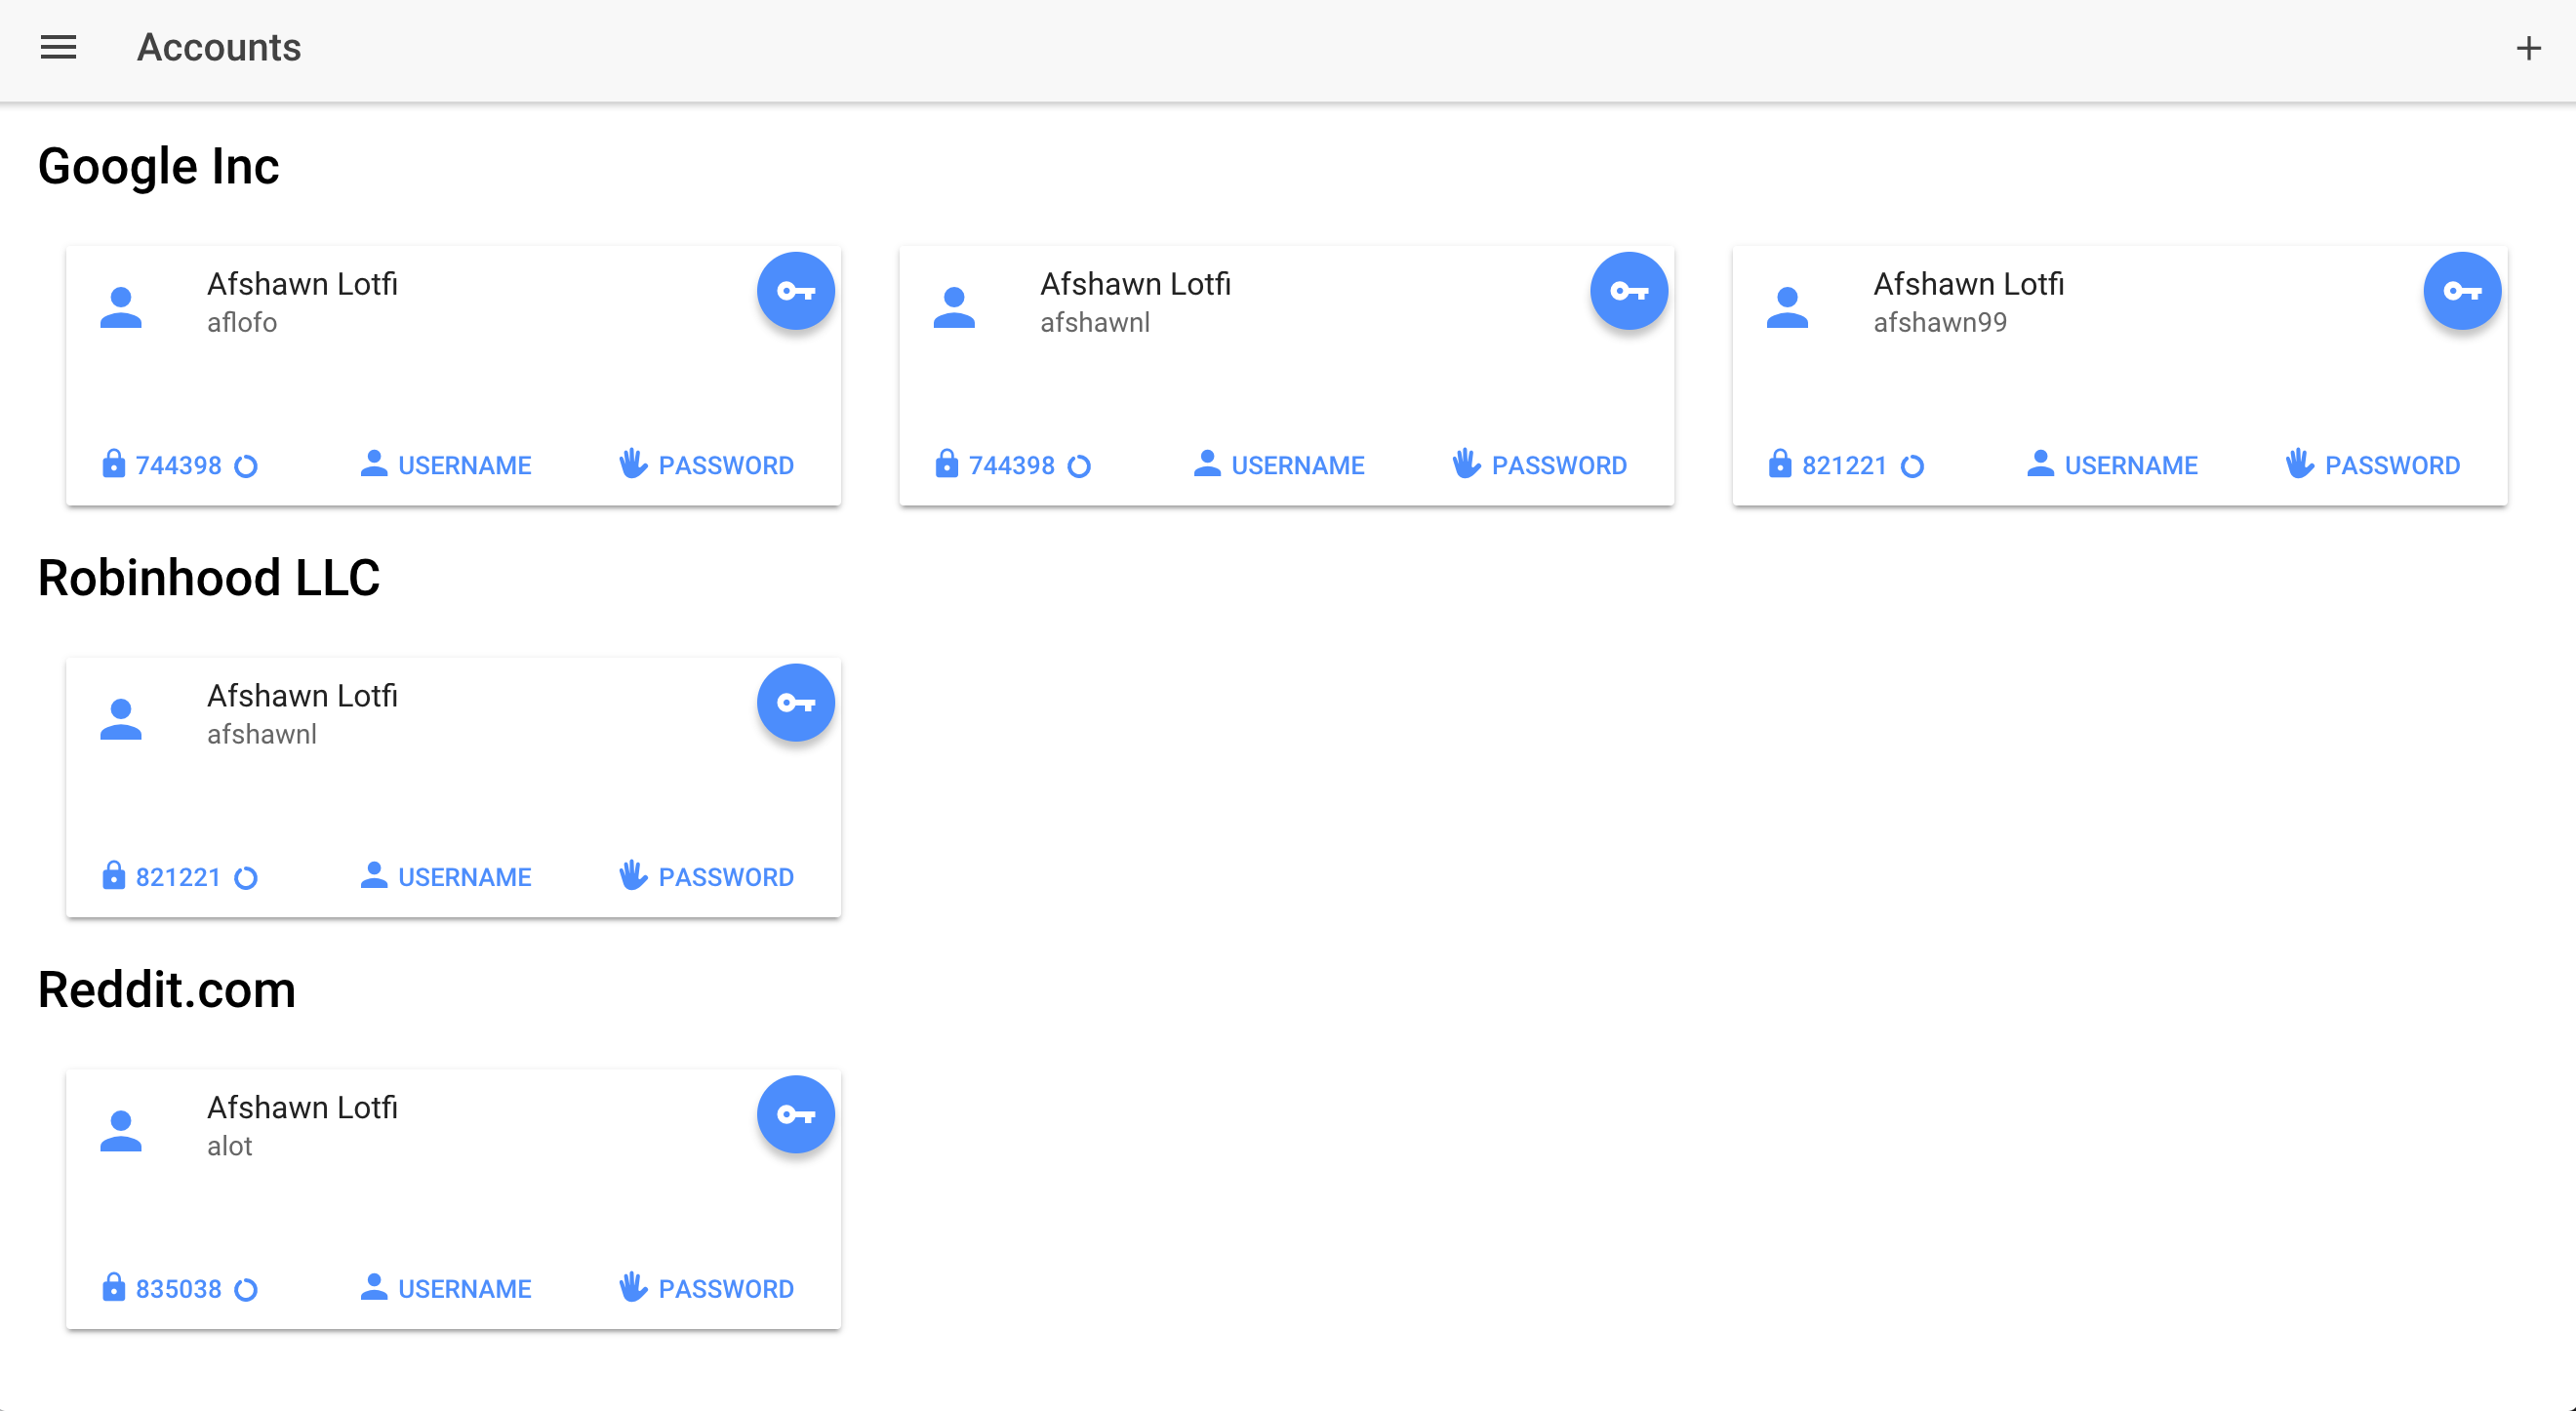 Accounts
Google Inc
Afshawn Lotfi
aflofo
744398 USERNAME PASSWORD
Afshawn Lotfi
afshawnl
744398 USERNAME PASSWORD
Afshawn Lotfi
afshawn99
821221 USERNAME PASSWORD
Robinhood LLC
Afshawn Lotfi
afshawnl
821221 USERNAME PASSWORD
Reddit.com
Afshawn Lotfi
alot
835038 USERNAME PASSWORD